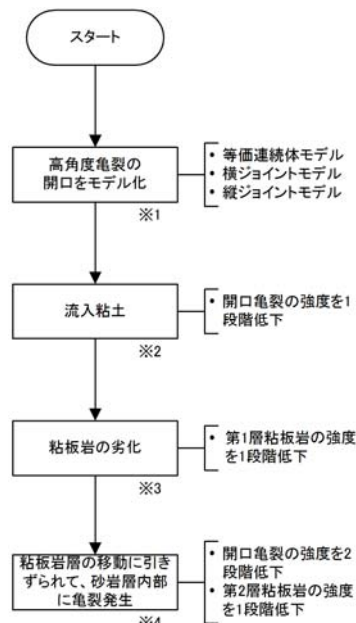 スタート
高角度亀裂の
開口をモデル化
• 等価連続体モデル
• 横ジョイントモデル
• 縦ジョイントモデル
※1
流入粘土
• 開口亀裂の強度を1
段階低下
※2
粘板岩の劣化
• 第1層粘板岩の強度
を1段階低下
※3
粘板岩層の移動に引き
ずられて、砂岩層内部
に亀裂発生
• 開口亀裂の強度を2
段階低下
• 第2層粘板岩の強度
を1段階低下
※4